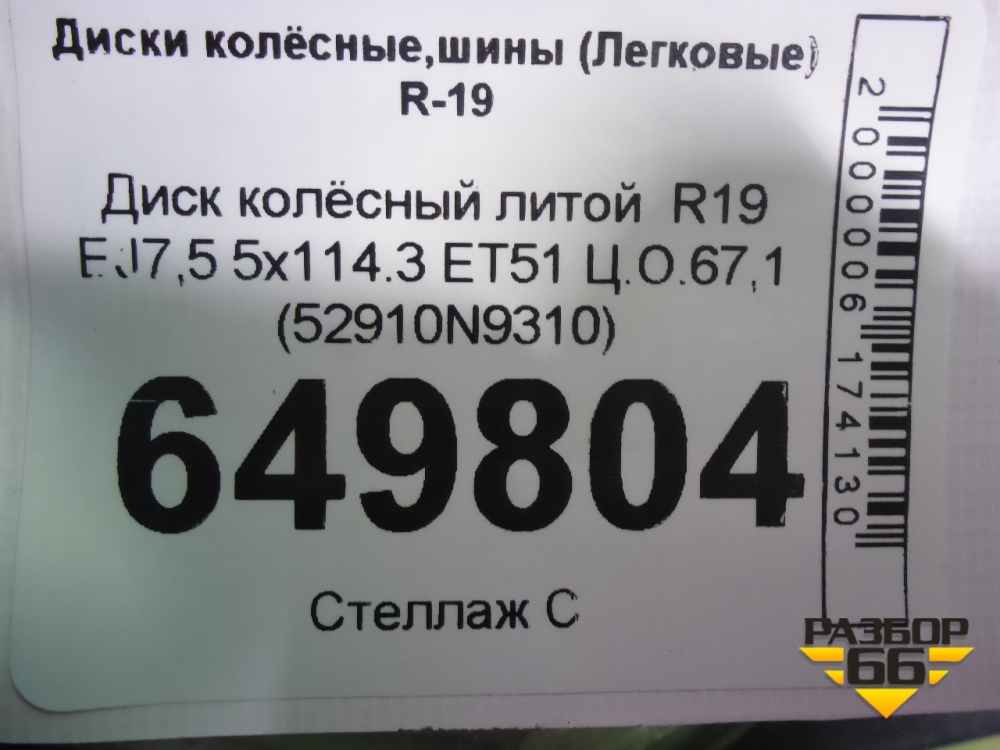 Диски колёсные,шины (Легковые)
R-19
Диск колёсный литой R19
EJ7,5 5x114.3 ET51 Ц.О.67,1
(52910N9310)
649804
Стеллаж С
2000006174130
РАЗБОР
66